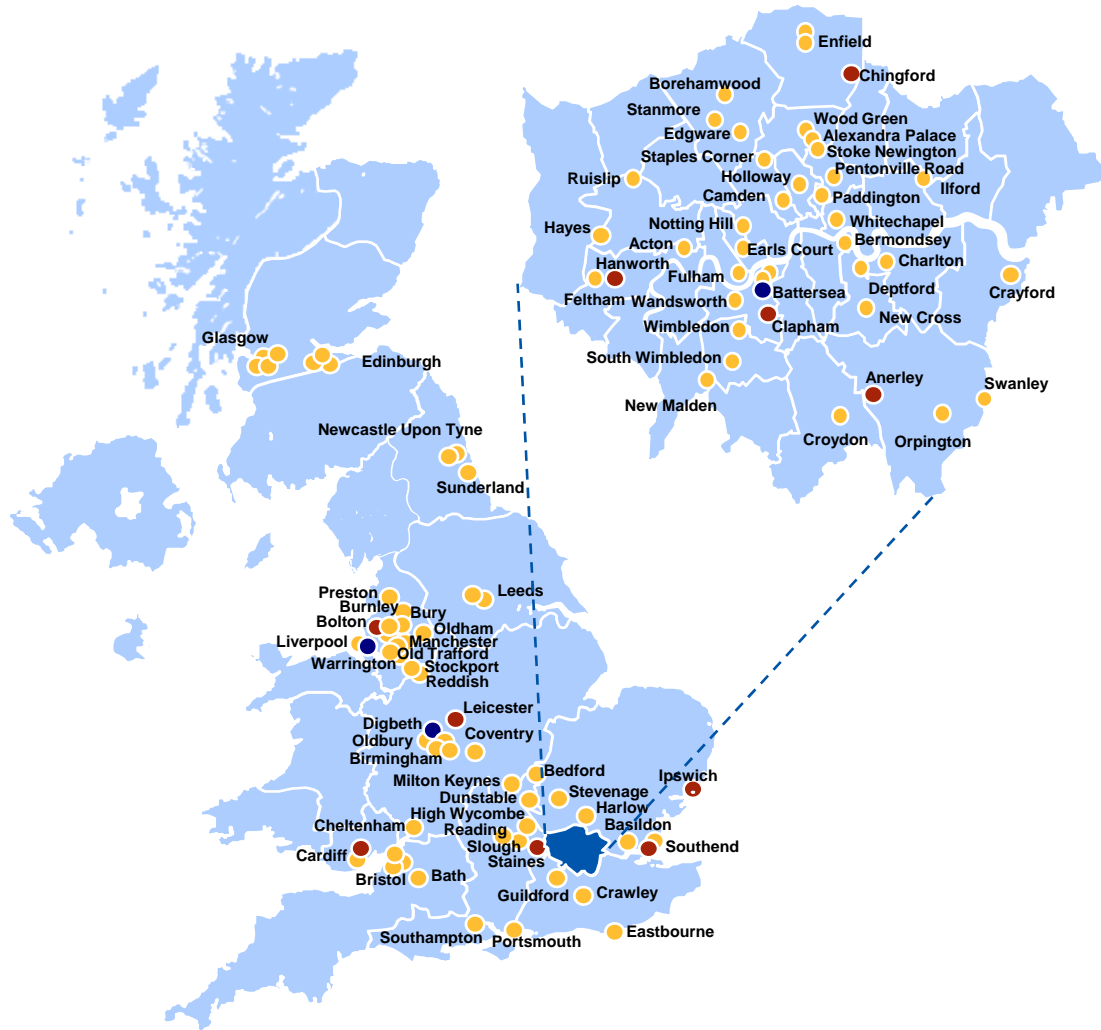 Enfield
Chingford
Borehamwood
Stanmore
Wood Green
Edgware
Alexandra Palace
Stoke Newington
Staples Corner
Pentonville Road
Ruislip
Holloway
Ilford
Camden
Paddington
Notting Hill
Whitechapel
Hayes
Acton
Earls Court
Bermondsey
Hanworth
Fulham
Charlton
Feltham
Wandsworth
Battersea
Deptford
Crayford
Wimbledon
Clapham
New Cross
South Wimbledon
Anerley
Swanley
New Malden
Croydon
Orpington
Glasgow
Edinburgh
Newcastle Upon Tyne
Sunderland
Preston
Leeds
Burnley
Bury
Bolton
Oldham
Liverpool
Manchester
Old Trafford
Warrington
Stockport
Reddish
Leicester
Digbeth
Oldbury
Coventry
Birmingham
Bedford
Ipswich
Milton Keynes
Stevenage
Dunstable
Harlow
High Wycombe
Cheltenham
Reading
Basildon
Slough
Southend
Cardiff
Staines
Bristol
Bath
Guildford
Crawley
Southampton
Portsmouth
Eastbourne